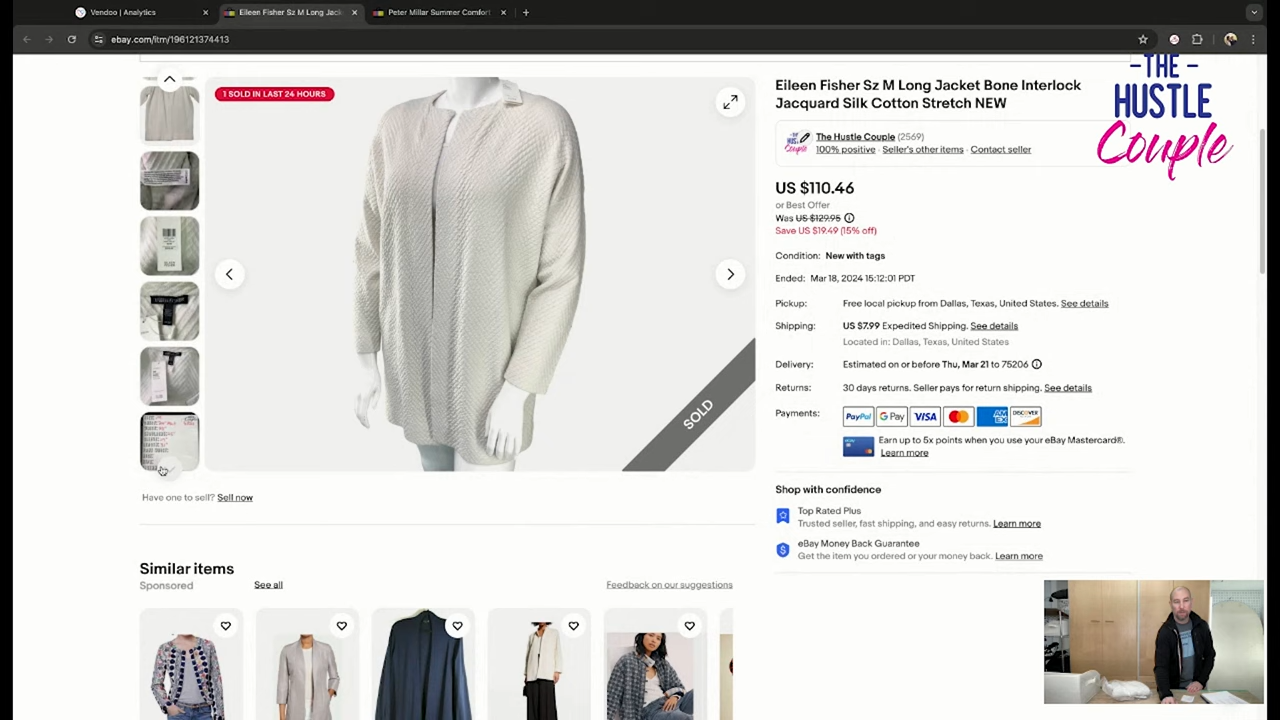 Vendoo | Analytics
Eileen Fisher Sz M Long Jack
Peter Millar Summer Comfort
ebay.com/itm/196121374413
-THE-
HUSTLE
Couple
1 SOLD IN LAST 24 HOURS
SOLD
Have one to sell? Sell now
Eileen Fisher Sz M Long Jacket Bone Interlock
Jacquard Silk Cotton Stretch NEW
The Hustle Couple (2569)
100% positive · Seller's other items · Contact seller
US $110.46
or Best Offer
Was US $129.95
Save US $19.49 (15% off)
Condition: New with tags
Ended: Mar 18, 2024 15:12:01 PDT
Pickup: Free local pickup from Dallas, Texas, United States. See details
Shipping: US $7.99 Expedited Shipping. See details
Located in: Dallas, Texas, United States
Delivery: Estimated on or before Thu, Mar 21 to 75206
Returns: 30 days returns. Seller pays for return shipping. See details
Payments: PayPal G Pay VISA DISCOVER
Earn up to 5x points when you use your eBay Mastercard®.
Learn more
Shop with confidence
Top Rated Plus
Trusted seller, fast shipping, and easy returns. Learn more
eBay Money Back Guarantee
Get the item you ordered or your money back. Learn more
Similar items
Sponsored
See all
Feedback on our suggestions